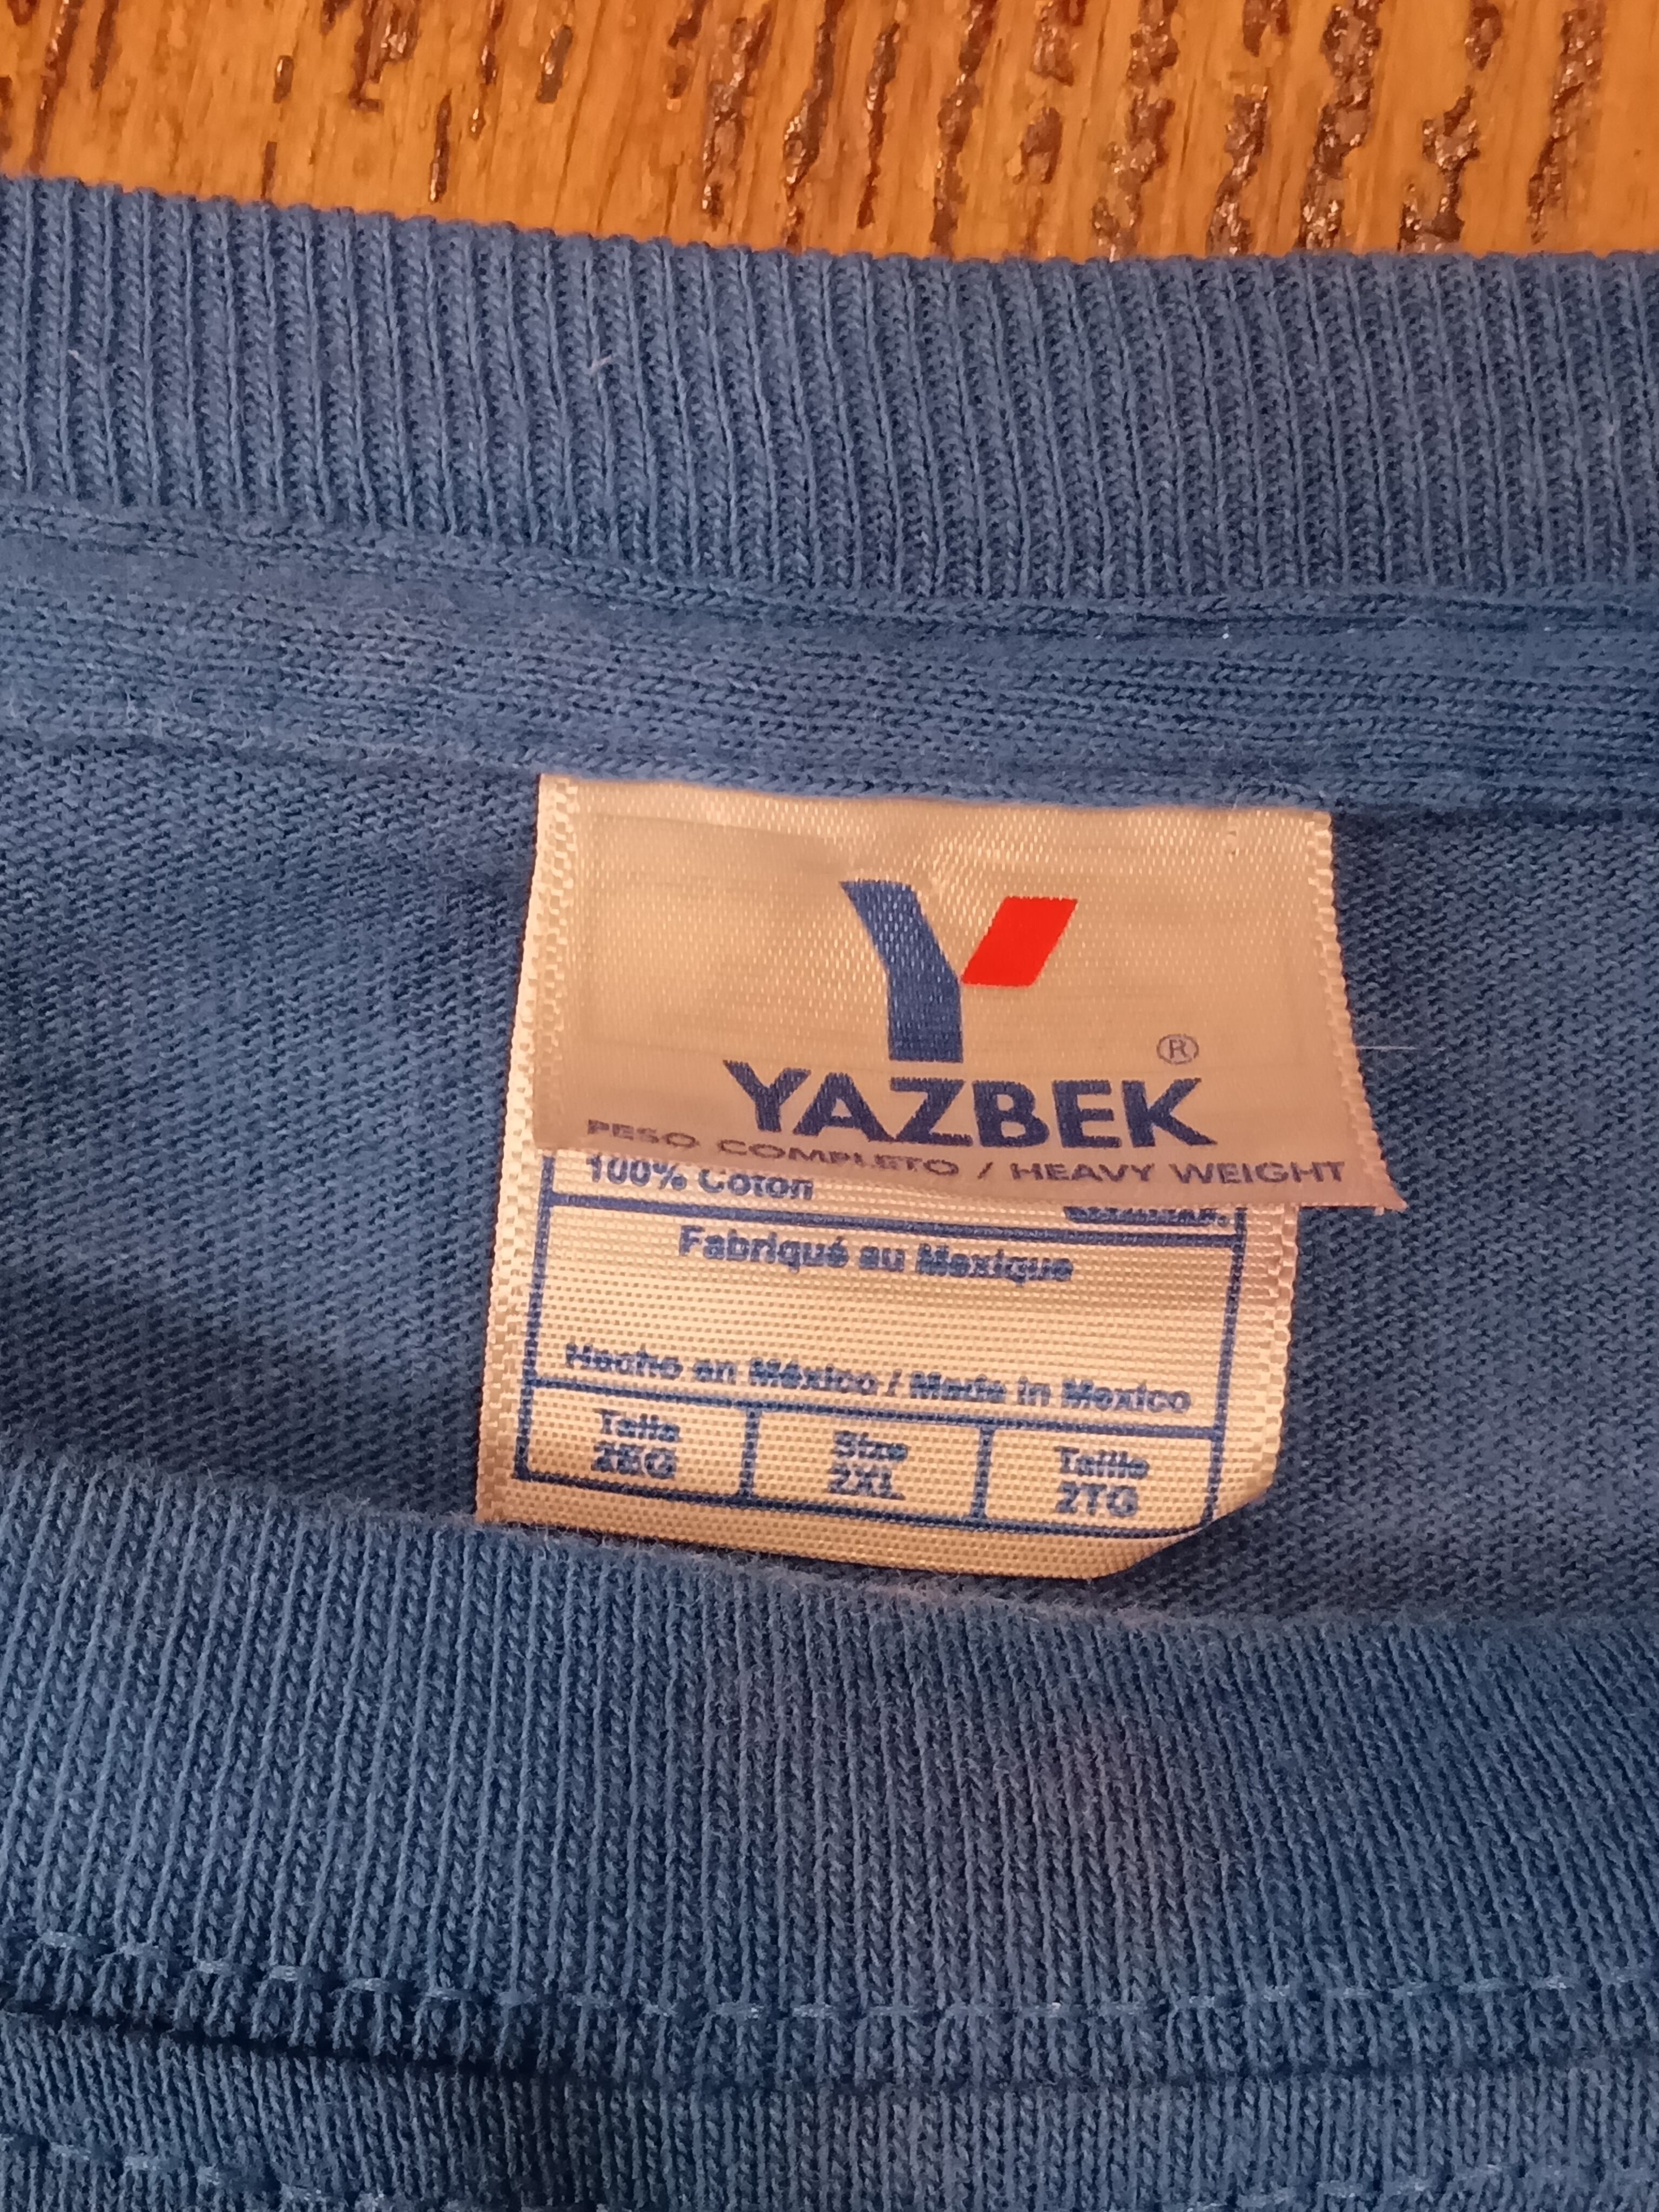 ®
YAZBEK
PESO COMPLETO / HEAVY WEIGHT
100% Coton
Fabriqué au Mexique
Hecho en México / Made in Mexico
Talla Size Taille
2EG 2XL 2TG